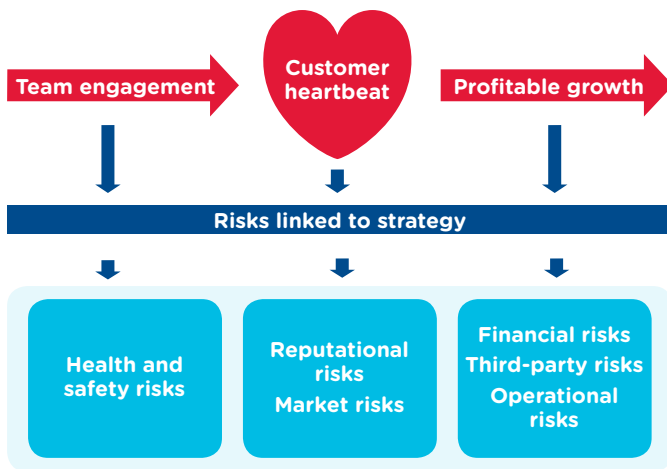 Team engagement
Customer
heartbeat
Profitable growth
Risks linked to strategy
Health and
safety risks
Reputational
risks
Market risks
Financial risks
Third-party risks
Operational
risks